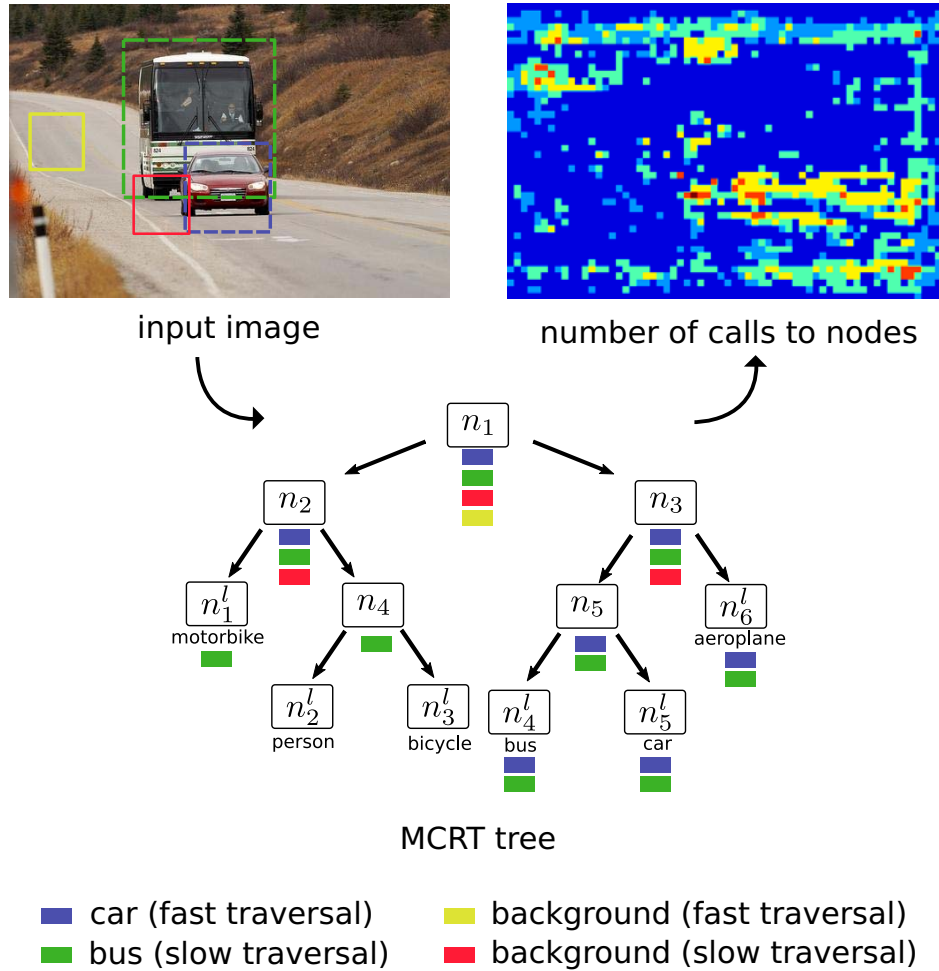 824
824
input image
number of calls to nodes
n₁
n₂
n₃
n₁ˡ
n₄
n₅
n₆ˡ
motorbike
aeroplane
n₂ˡ
n₃ˡ
n₄ˡ
n₅ˡ
person
bicycle
bus
car
MCRT tree
car (fast traversal)
background (fast traversal)
bus (slow traversal)
background (slow traversal)